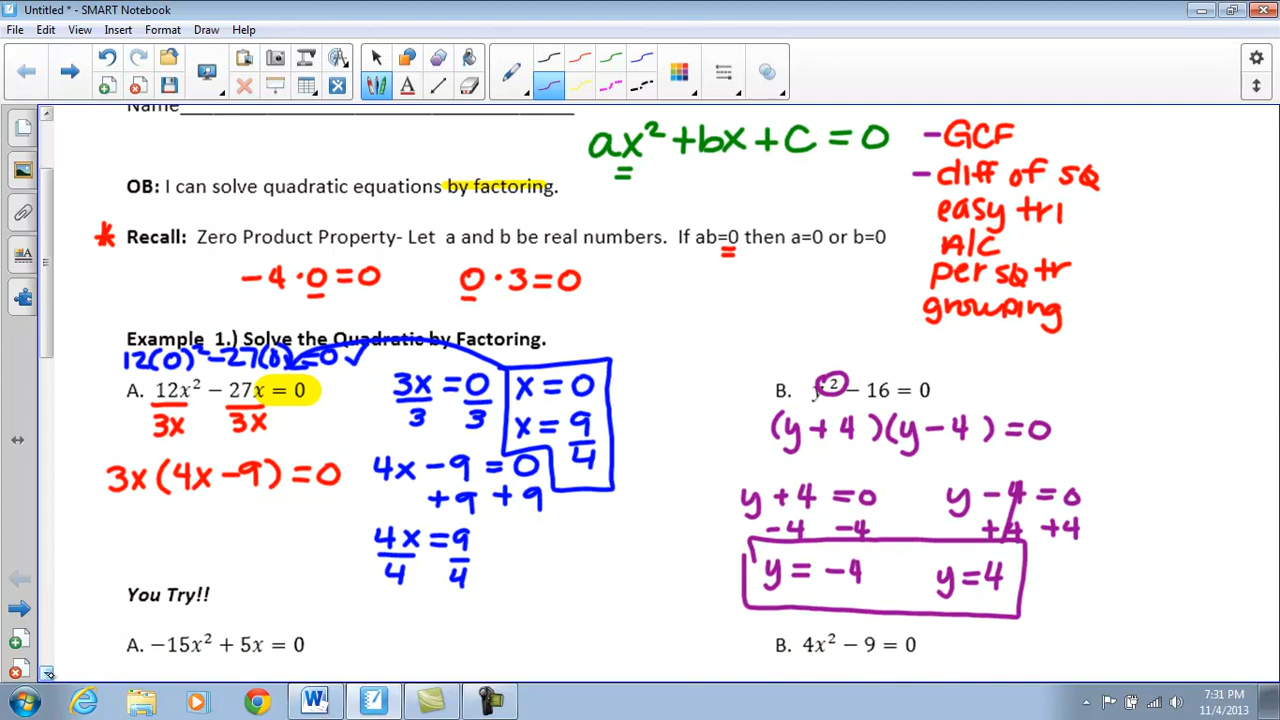 Untitled * - SMART Notebook
File Edit View Insert Format Draw Help
Name
ax² + bx + C = 0
- GCF
- diff of sq
easy tri
A/C
per sq tr
grouping
OB: I can solve quadratic equations by factoring.
* Recall: Zero Product Property- Let a and b be real numbers. If ab=0 then a=0 or b=0
-4 · 0 = 0 0 · 3 = 0
Example 1.) Solve the Quadratic by Factoring.
12(0)² - 27(0) = 0 ✓
A. 12x² − 27x = 0
3x 3x
3x(4x - 9) = 0
3x = 0
3 3
4x - 9 = 0
+9 +9
4x = 9
4 4
x = 0
x = 9/4
B. y² − 16 = 0
(y + 4)(y - 4) = 0
y + 4 = 0 y - 4 = 0
-4 -4 +4 +4
y = -4 y = 4
You Try!!
A. −15x² + 5x = 0 B. 4x² − 9 = 0
7:31 PM
11/4/2013